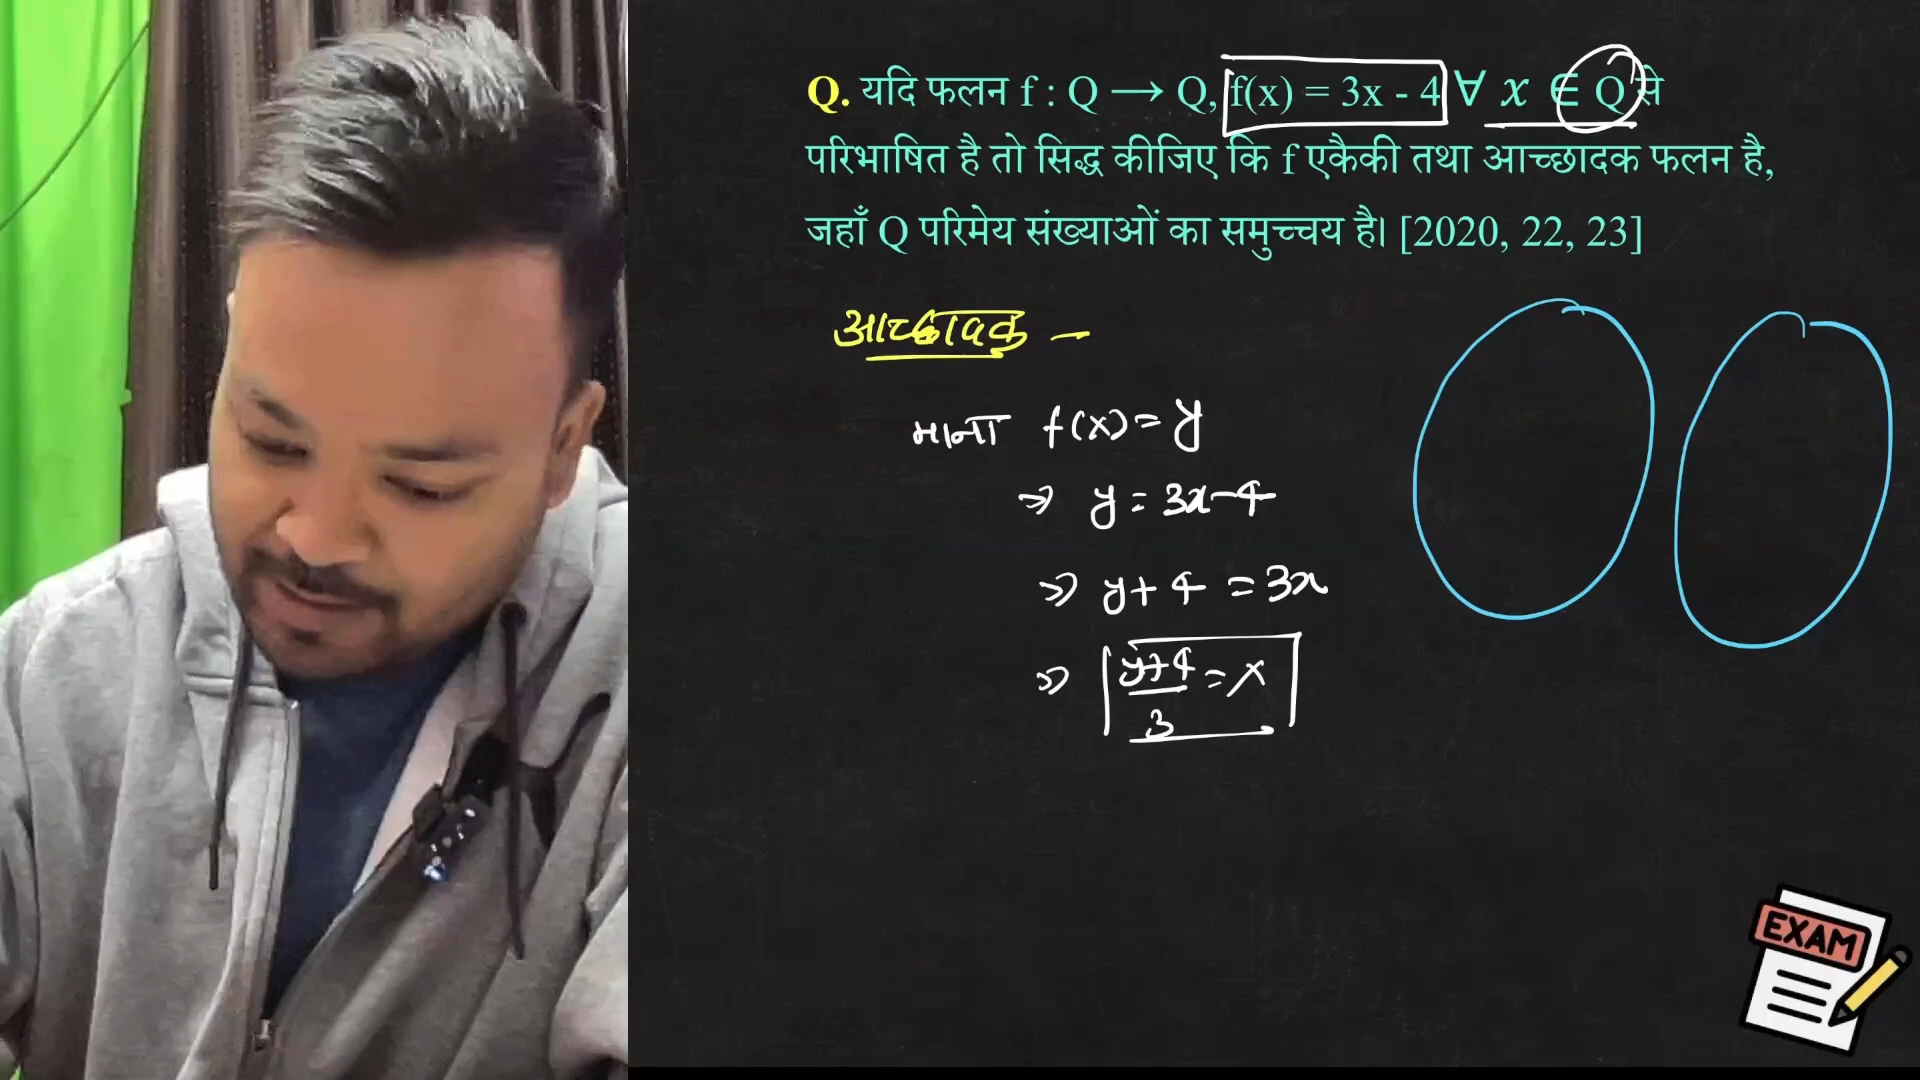 Q. यदि फलन f : Q → Q, f(x) = 3x - 4 ∀ x ∈ Q से
परिभाषित है तो सिद्ध कीजिए कि f एकैकी तथा आच्छादक फलन है,
जहाँ Q परिमेय संख्याओं का समुच्चय है। [2020, 22, 23]
आच्छादक –
माना f(x) = y
⇒ y = 3x-4
⇒ y+4 = 3x
⇒ y+4/3 = x
EXAM